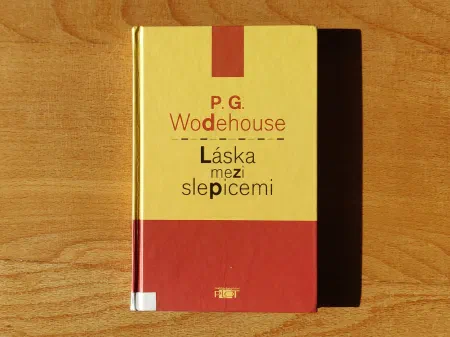 P. G.
Wodehouse
Láska
mezi
slepicemi